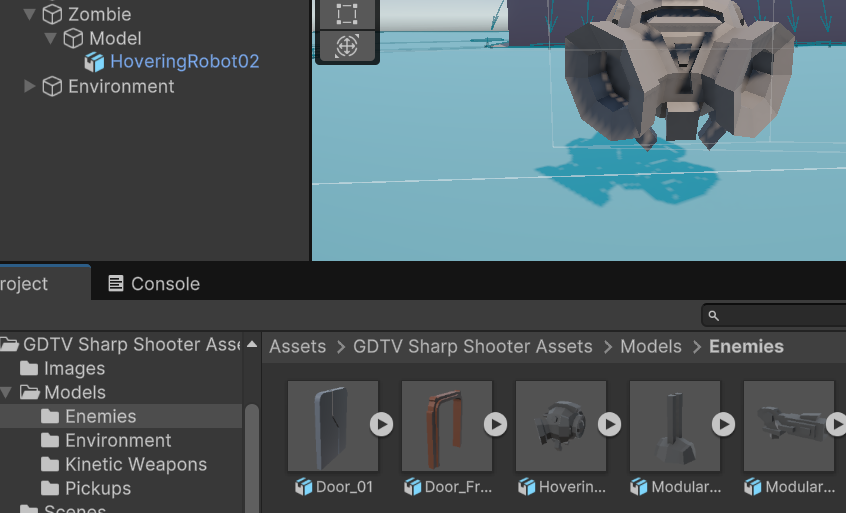 Zombie
Model
HoveringRobot02
Environment
roject
Console
GDTV Sharp Shooter Asse
Images
Models
Enemies
Environment
Kinetic Weapons
Pickups
Scenes
Assets > GDTV Sharp Shooter Assets > Models > Enemies
Door_01
Door_Fr...
Hoverin...
Modular...
Modular...